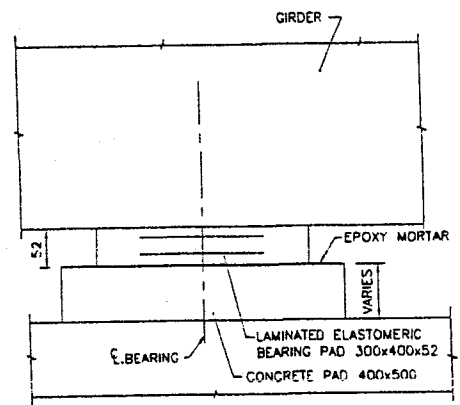 GIRDER
52
EPOXY MORTAR
VARIES
LAMINATED ELASTOMERIC
BEARING PAD 300x400x52
℄.BEARING
CONCRETE PAD 400x500